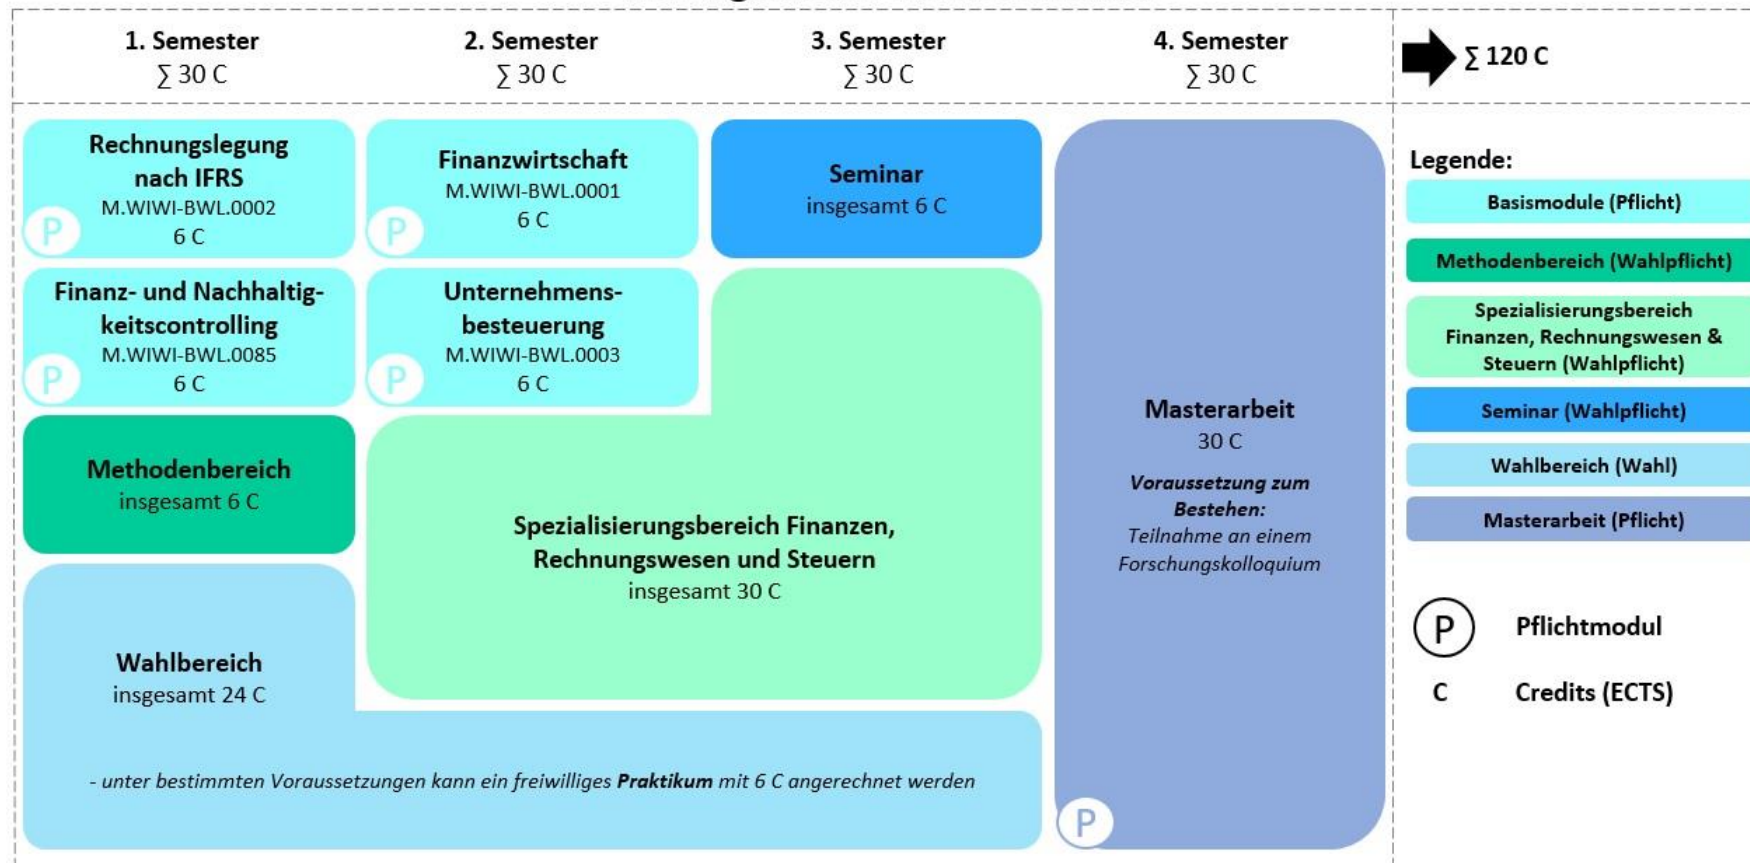 1. Semester
∑ 30 C
2. Semester
∑ 30 C
3. Semester
∑ 30 C
4. Semester
∑ 30 C
∑ 120 C
Rechnungslegung
nach IFRS
M.WIWI-BWL.0002
6 C
P
Finanzwirtschaft
M.WIWI-BWL.0001
6 C
P
Seminar
insgesamt 6 C
Finanz- und Nachhaltig-
keitscontrolling
M.WIWI-BWL.0085
6 C
P
Unternehmens-
besteuerung
M.WIWI-BWL.0003
6 C
P
Methodenbereich
insgesamt 6 C
Spezialisierungsbereich Finanzen,
Rechnungswesen und Steuern
insgesamt 30 C
Wahlbereich
insgesamt 24 C
- unter bestimmten Voraussetzungen kann ein freiwilliges Praktikum mit 6 C angerechnet werden
Masterarbeit
30 C
Voraussetzung zum
Bestehen:
Teilnahme an einem
Forschungskolloquium
P
Legende:
Basismodule (Pflicht)
Methodenbereich (Wahlpflicht)
Spezialisierungsbereich
Finanzen, Rechnungswesen &
Steuern (Wahlpflicht)
Seminar (Wahlpflicht)
Wahlbereich (Wahl)
Masterarbeit (Pflicht)
P Pflichtmodul
C Credits (ECTS)